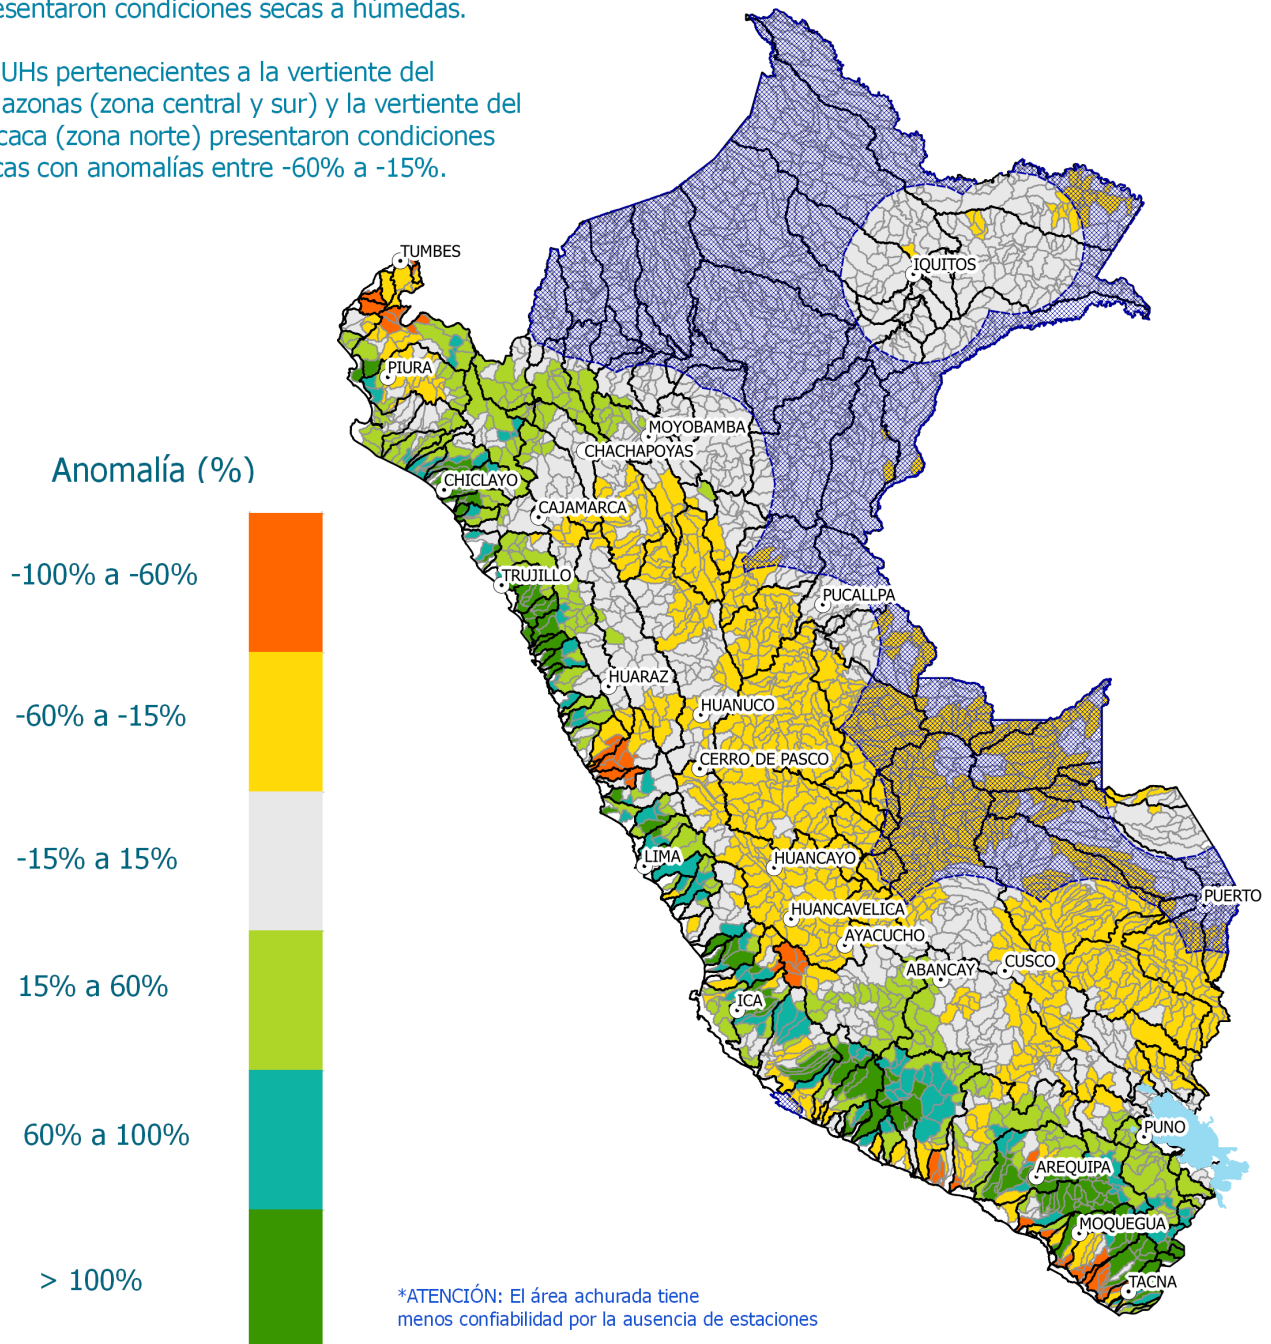 esentaron condiciones secas a húmedas.
UHs pertenecientes a la vertiente del
azonas (zona central y sur) y la vertiente del
caca (zona norte) presentaron condiciones
cas con anomalías entre -60% a -15%.
TUMBES
IQUITOS
PIURA
MOYOBAMBA
CHACHAPOYAS
Anomalía (%)
CHICLAYO
CAJAMARCA
-100% a -60%
TRUJILLO
PUCALLPA
HUARAZ
-60% a -15%
HUANUCO
CERRO DE PASCO
-15% a 15%
LIMA
HUANCAYO
PUERTO
HUANCAVELICA
AYACUCHO
ABANCAY
CUSCO
15% a 60%
ICA
60% a 100%
PUNO
AREQUIPA
MOQUEGUA
> 100%
TACNA
*ATENCIÓN: El área achurada tiene
menos confiabilidad por la ausencia de estaciones